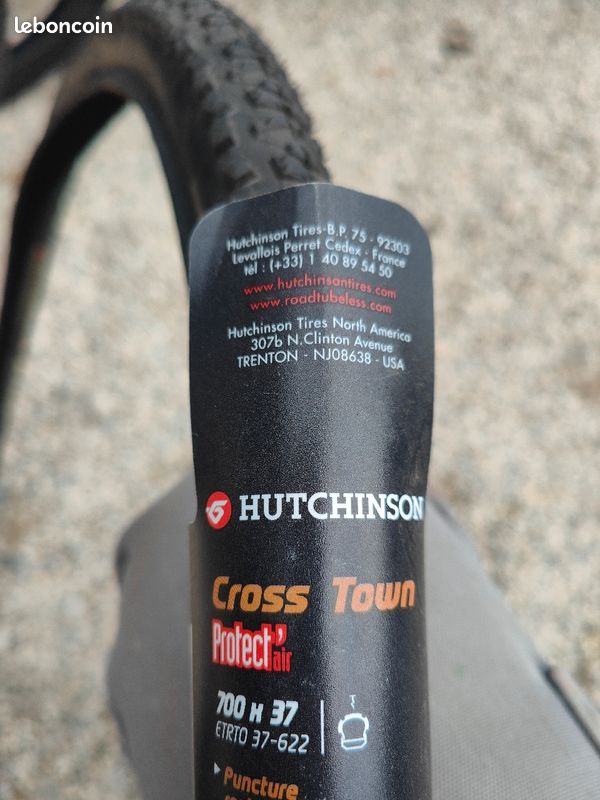 leboncoin
Hutchinson Tires-B.P. 75 - 92303
Levallois Perret Cedex - France
tél : (+33) 1 40 89 54 50
www.hutchinsontires.com
www.roadtubeless.com
Hutchinson Tires North America
307b N.Clinton Avenue
TRENTON - NJ08638 - USA
HUTCHINSON
Cross Town
Protect'air
700 x 37
ETRTO 37-622
Puncture